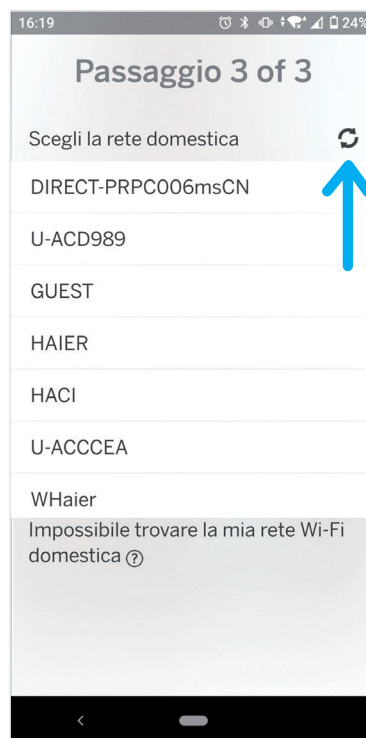 16:19 24%
Passaggio 3 of 3
Scegli la rete domestica
DIRECT-PRPC006msCN
U-ACD989
GUEST
HAIER
HACI
U-ACCCEA
WHaier
Impossibile trovare la mia rete Wi-Fi
domestica ?